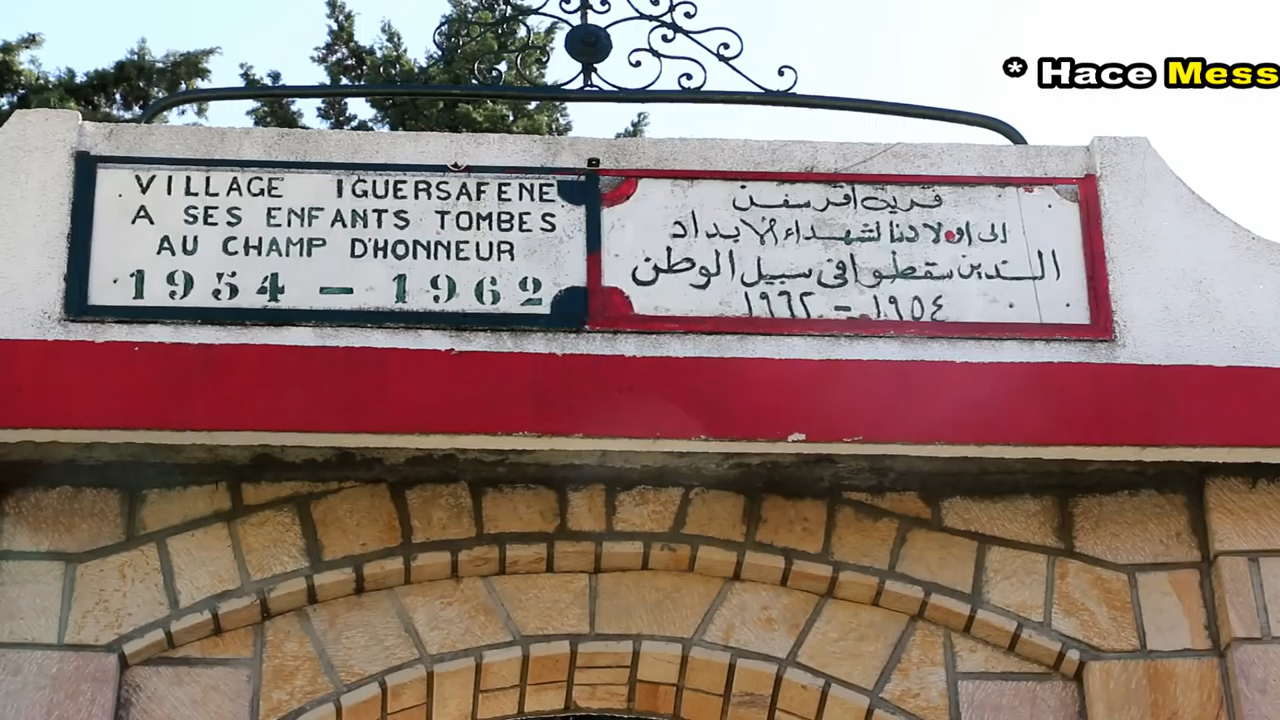 * Hace Mess
VILLAGE IGUERSAFENE
A SES ENFANTS TOMBES
AU CHAMP D'HONNEUR
1954 - 1962
قرية اقرسفن
الى اولادنا الشهداء الابداد
الذين سقطوا في سبيل الوطن
١٩٥٤ - ١٩٦٢